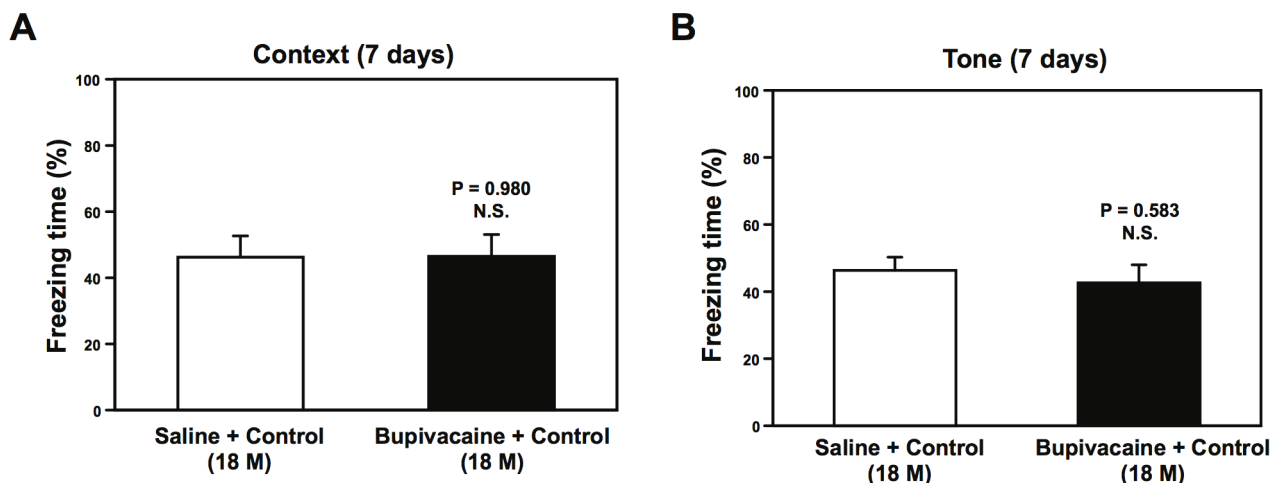 A
Context (7 days)
Freezing time (%)
100
80
60
40
20
0
P = 0.980
N.S.
Saline + Control
(18 M)
Bupivacaine + Control
(18 M)
B
Tone (7 days)
Freezing time (%)
100
80
60
40
20
0
P = 0.583
N.S.
Saline + Control
(18 M)
Bupivacaine + Control
(18 M)